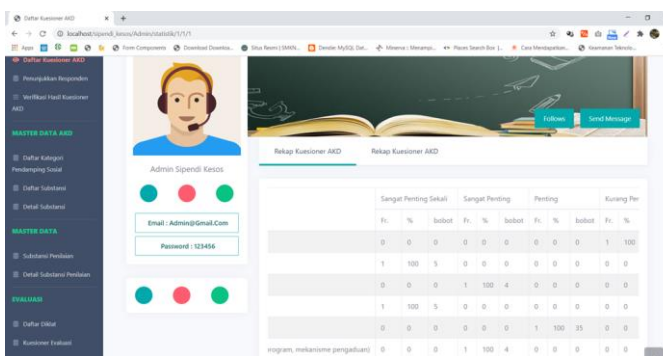 Daftar Kuesioner AKD
localhost/sipendi_kesos/Admin/statistik/1/1/1
Apps
Form Components
Download Downloa...
Situs Resmi | SMKN...
Dender MySQL Dat...
Minerva | Menampi...
Pieces Search Box |...
Cara Mendapatkan...
Keamanan Teknolo...
Daftar Kuesioner AKD
Penunjukkan Responden
Verifikasi Hasil Kuesioner
AKD
MASTER DATA AKD
Daftar Kategori
Pendamping Sosial
Daftar Substansi
Detail Substansi
MASTER DATA
Substansi Penilaian
Detail Substansi Penilaian
EVALUASI
Daftar Diklat
Kuesioner Evaluasi
Admin Sipendi Kesos
Email : Admin@Gmail.Com
Password : 123456
Follows
Send Message
Rekap Kuesioner AKD
Rekap Kuesioner AKD
Sangat Penting Sekali Sangat Penting Penting Kurang Per
Fr. % bobot Fr. % bobot Fr. % bobot Fr. %
0 0 0 0 0 0 0 0 0 1 100
1 100 5 0 0 0 0 0 0 0 0
0 0 0 1 100 4 0 0 0 0 0
1 100 5 0 0 0 0 0 0 0 0
0 0 0 0 0 0 1 100 35 0 0
rogram, mekanisme pengaduan) 0 0 0 1 100 4 0 0 0 0 0